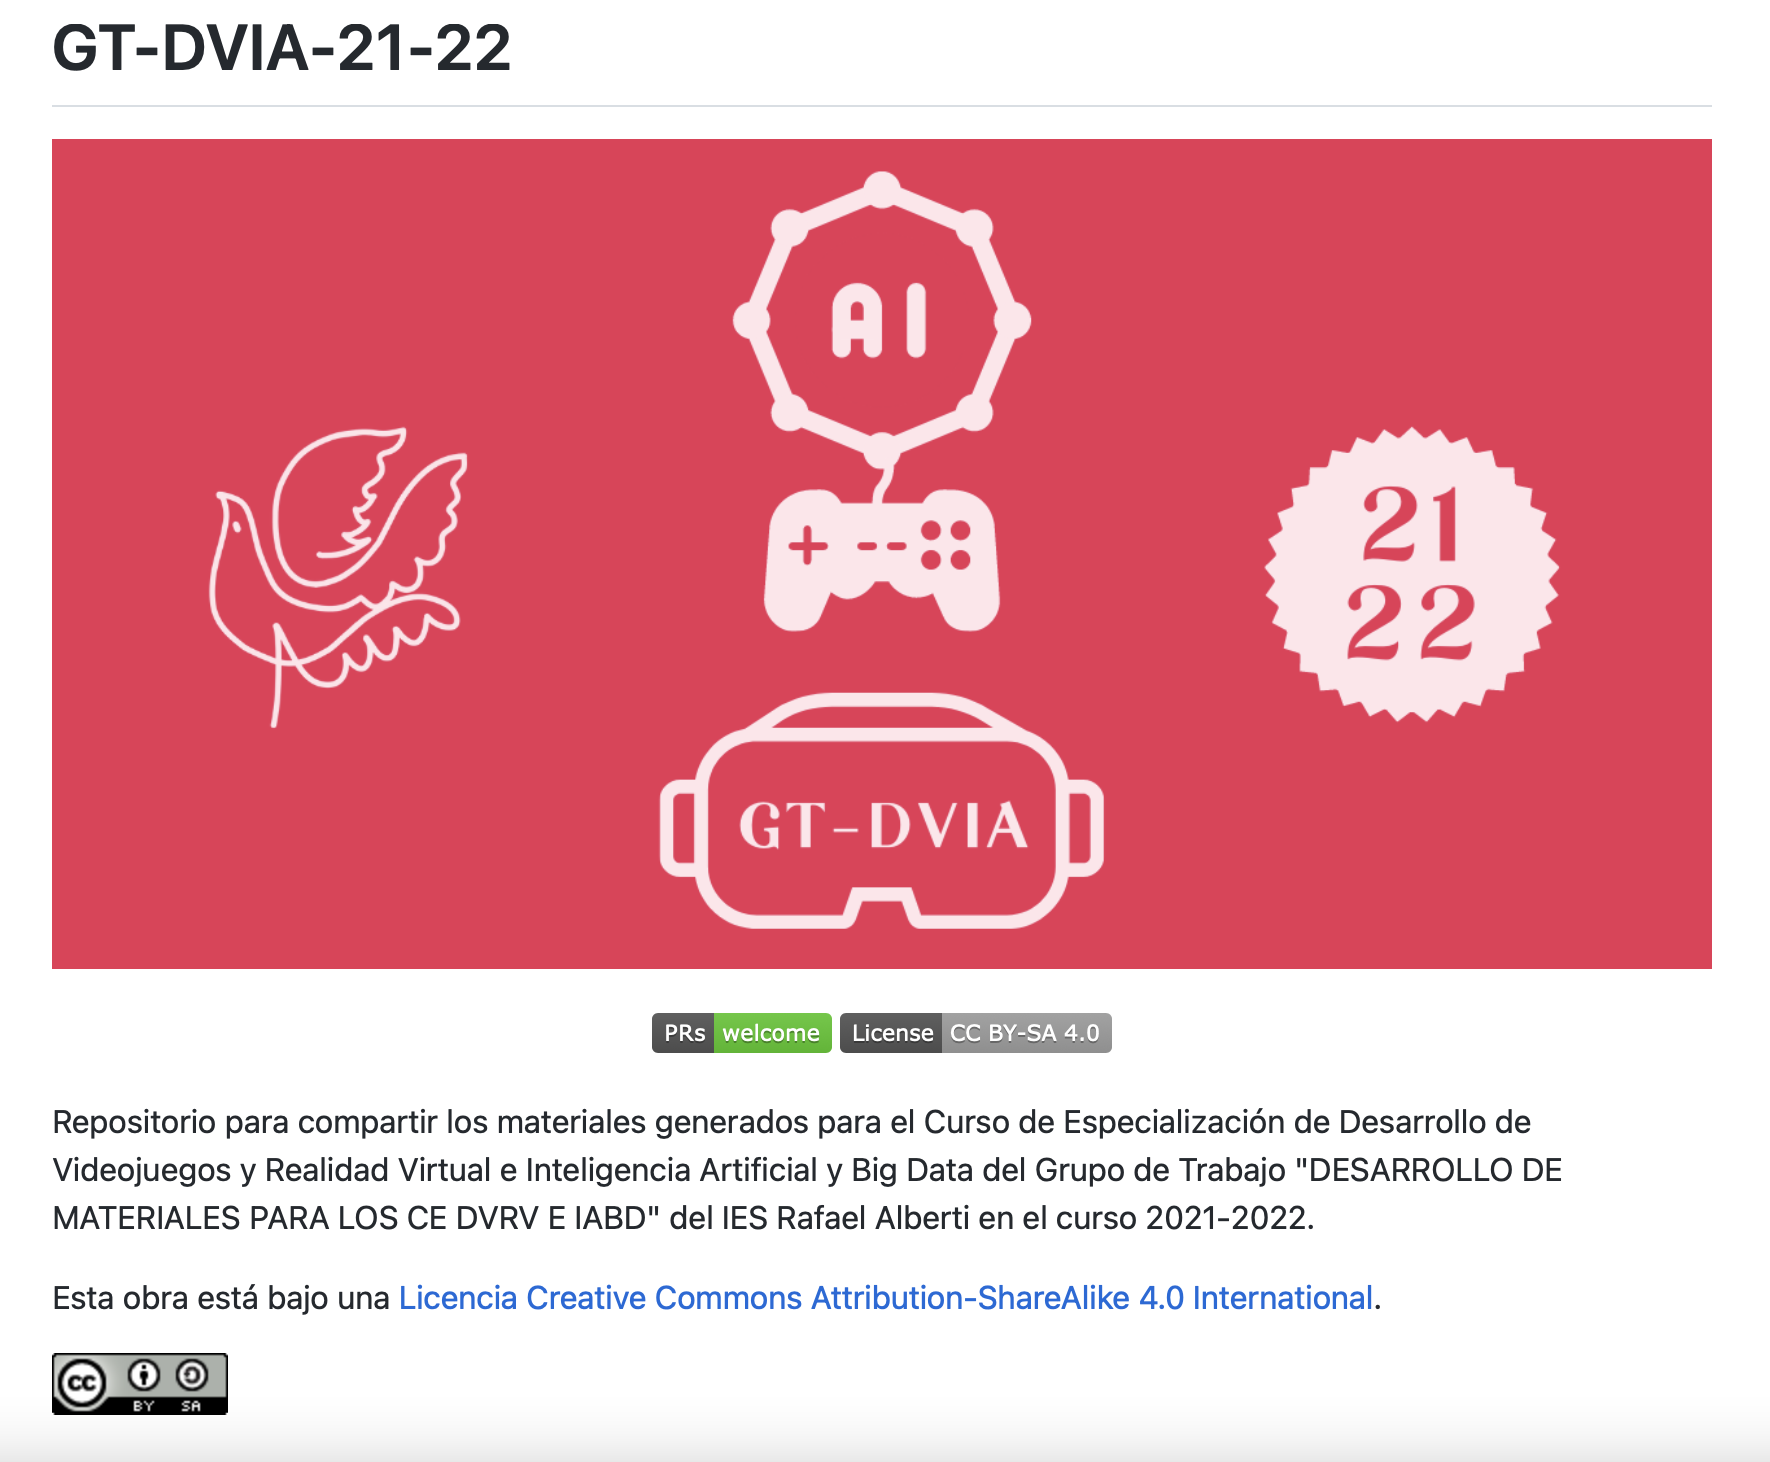 GT-DVIA-21-22
AI
21
22
GT-DVIA
PRs welcome License CC BY-SA 4.0
Repositorio para compartir los materiales generados para el Curso de Especialización de Desarrollo de
Videojuegos y Realidad Virtual e Inteligencia Artificial y Big Data del Grupo de Trabajo "DESARROLLO DE
MATERIALES PARA LOS CE DVRV E IABD" del IES Rafael Alberti en el curso 2021-2022.
Esta obra está bajo una Licencia Creative Commons Attribution-ShareAlike 4.0 International.
cc
BY SA